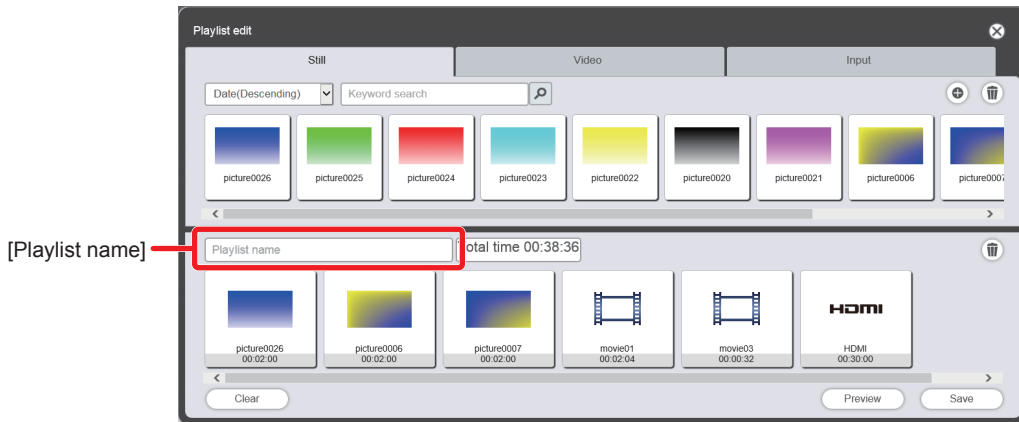 Playlist edit
Still
Video
Input
Date(Descending)
Keyword search
picture0026
picture0025
picture0024
picture0023
picture0022
picture0020
picture0021
picture0006
picture0007
[Playlist name]
Playlist name
Total time 00:38:36
picture0026
00:02:00
picture0006
00:02:00
picture0007
00:02:00
movie01
00:02:04
movie03
00:00:32
HDMI
HDMI
00:30:00
Clear
Preview
Save